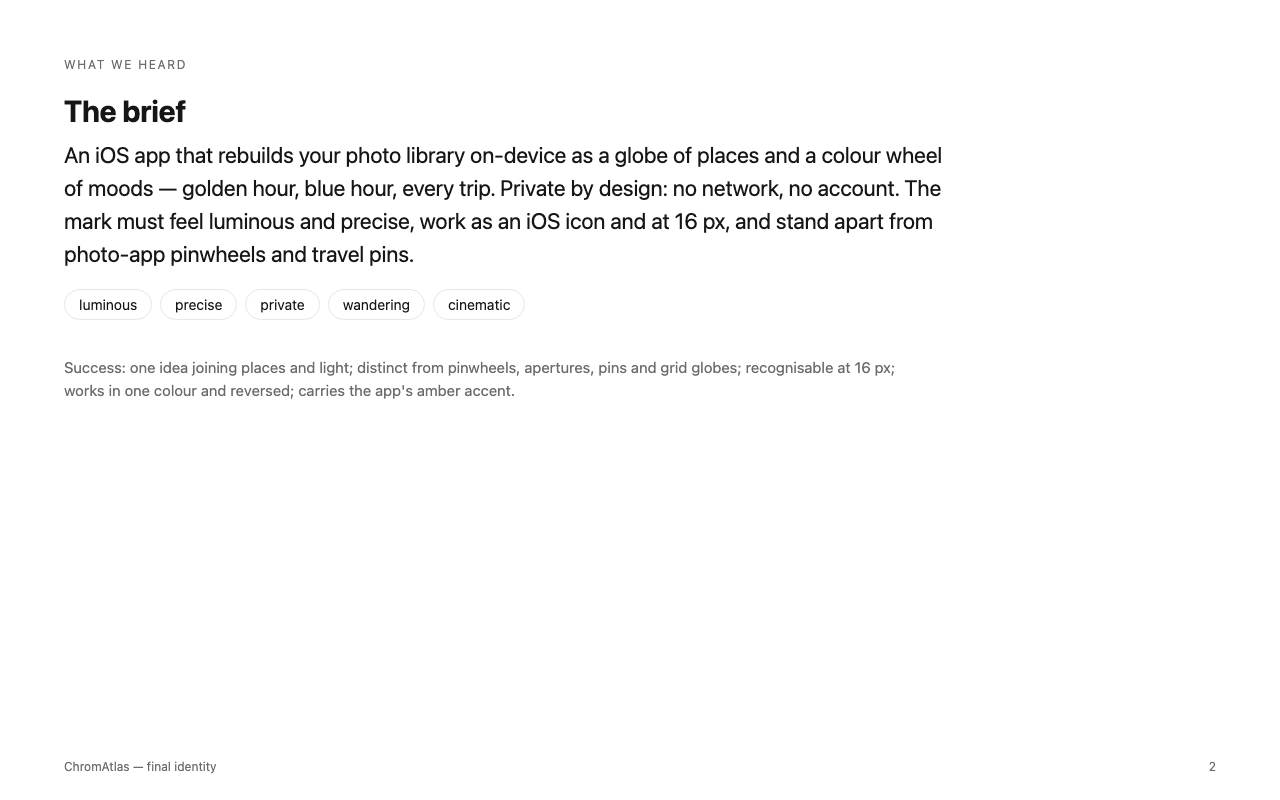 WHAT WE HEARD
The brief
An iOS app that rebuilds your photo library on-device as a globe of places and a colour wheel
of moods — golden hour, blue hour, every trip. Private by design: no network, no account. The
mark must feel luminous and precise, work as an iOS icon and at 16 px, and stand apart from
photo-app pinwheels and travel pins.
luminous precise private wandering cinematic
Success: one idea joining places and light; distinct from pinwheels, apertures, pins and grid globes; recognisable at 16 px;
works in one colour and reversed; carries the app's amber accent.
ChromAtlas — final identity 2